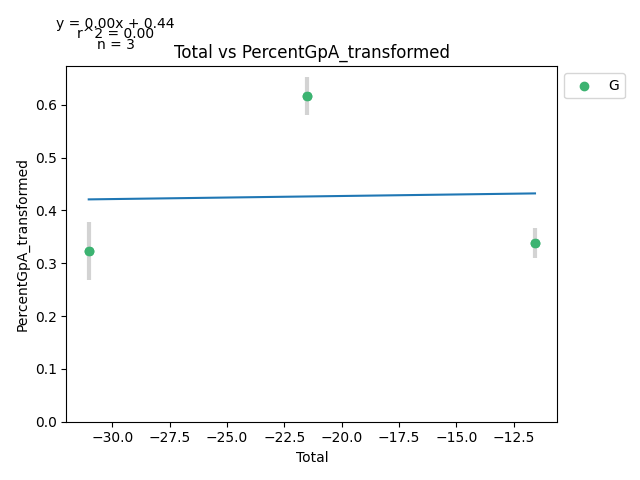 y = 0.00x + 0.44
r^2 = 0.00
n = 3
Total vs PercentGpA_transformed
G
PercentGpA_transformed
0.6
0.5
0.4
0.3
0.2
0.1
0.0
−30.0 −27.5 −25.0 −22.5 −20.0 −17.5 −15.0 −12.5
Total